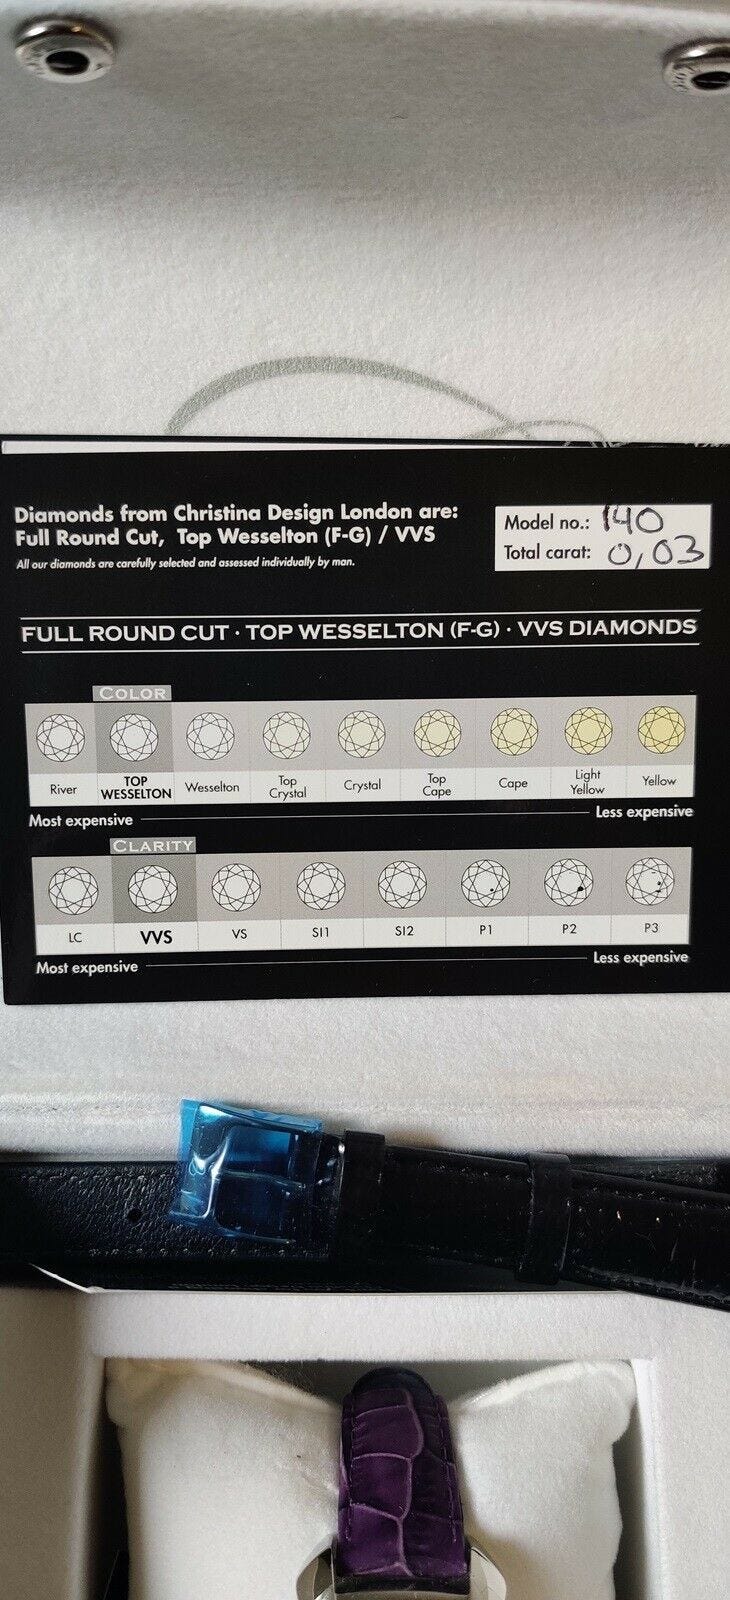 Diamonds from Christina Design London are:
Full Round Cut, Top Wesselton (F-G) / VVS
All our diamonds are carefully selected and assessed individually by man.
Model no.: 140
Total carat: 0,03
FULL ROUND CUT · TOP WESSELTON (F-G) · VVS DIAMONDS
COLOR
River
TOP WESSELTON
Wesselton
Top Crystal
Crystal
Top Cape
Cape
Light Yellow
Yellow
Most expensive
Less expensive
CLARITY
LC
VVS
VS
SI1
SI2
P1
P2
P3
Most expensive
Less expensive